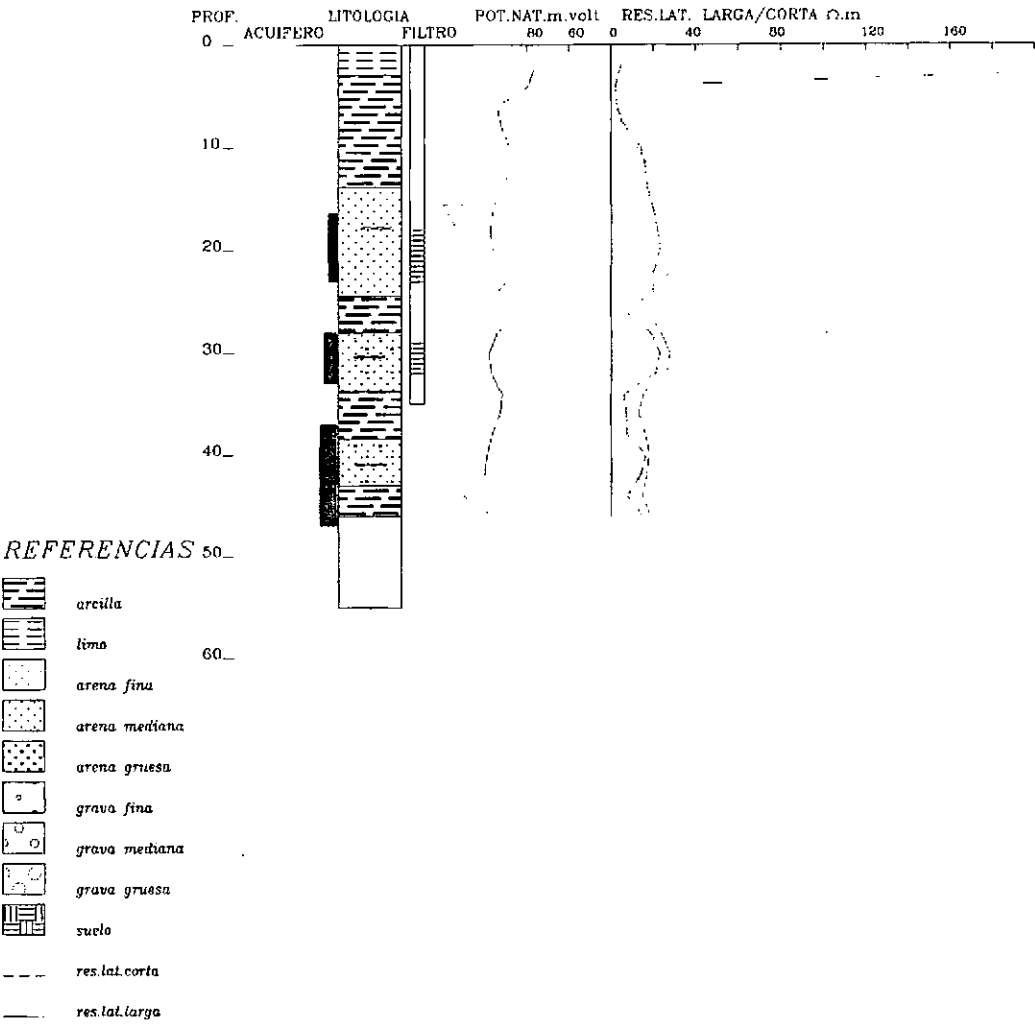 PROF. LITOLOGIA POT.NAT.m.volt RES.LAT. LARGA/CORTA Ω.m
ACUIFERO FILTRO 80 60 0 40 80 120 160
0
10
20
30
40
50
60
REFERENCIAS
arcilla
limo
arena fina
arena mediana
arena gruesa
grava fina
grava mediana
grava gruesa
suelo
res.lat.corta
res.lat.larga